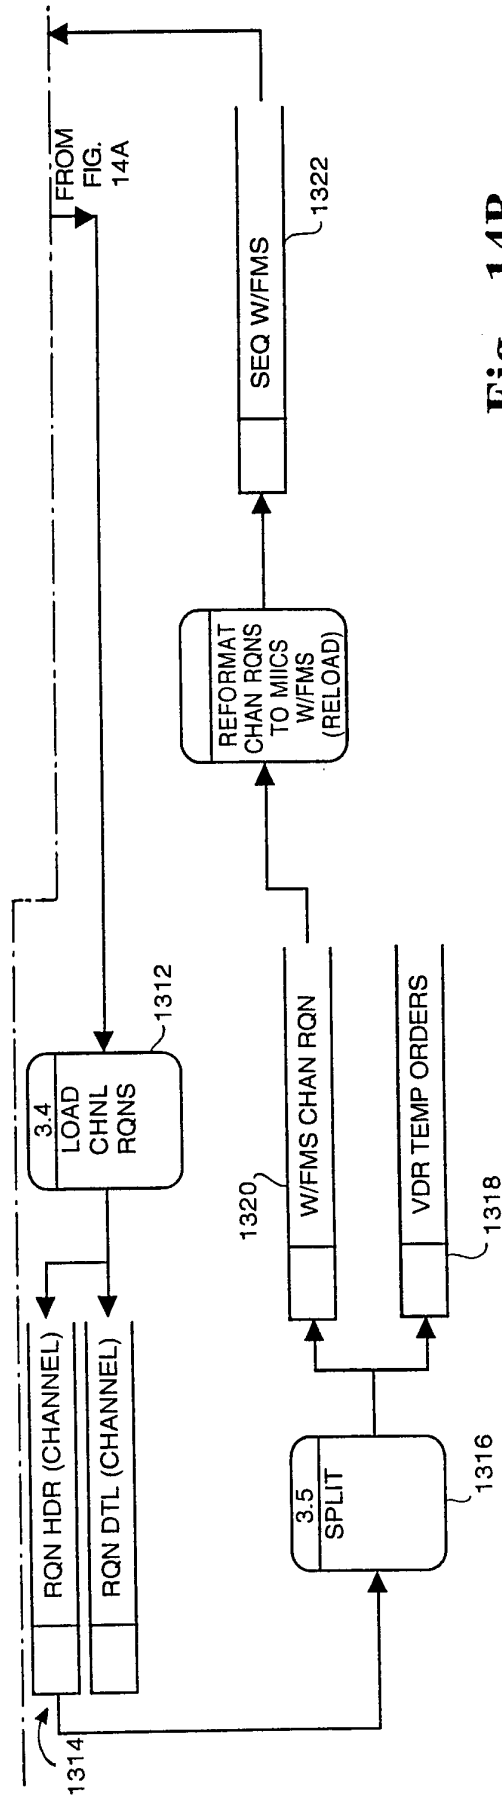 1314
RQN HDR (CHANNEL)
RQN DTL (CHANNEL)
3.4
LOAD
CHNL
RQNS
1312
FROM
FIG.
14A
3.5
SPLIT
1316
1320
W/FMS CHAN RQN
VDR TEMP ORDERS
1318
REFORMAT
CHAN RQNS
TO MIICS
W/FMS
(RELOAD)
SEQ W/FMS
1322